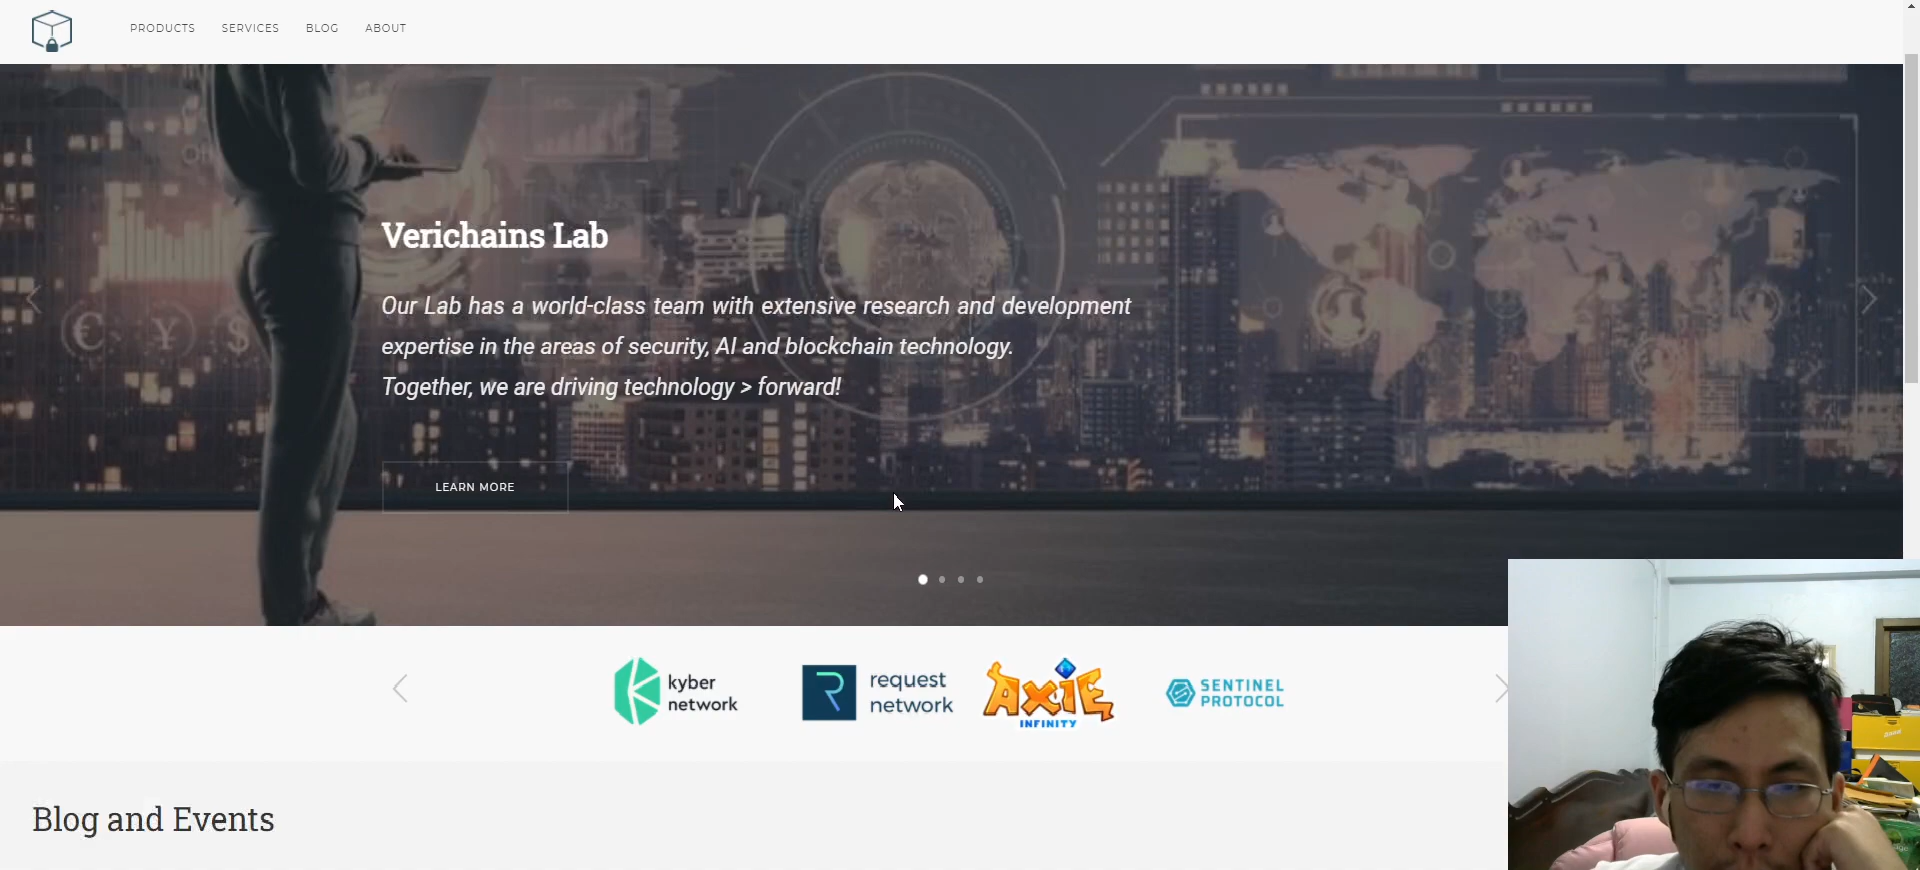 PRODUCTS SERVICES BLOG ABOUT
Verichains Lab
Our Lab has a world-class team with extensive research and development
expertise in the areas of security, AI and blockchain technology.
Together, we are driving technology > forward!
LEARN MORE
kyber
network
request
network
AXIE
INFINITY
SENTINEL
PROTOCOL
Blog and Events